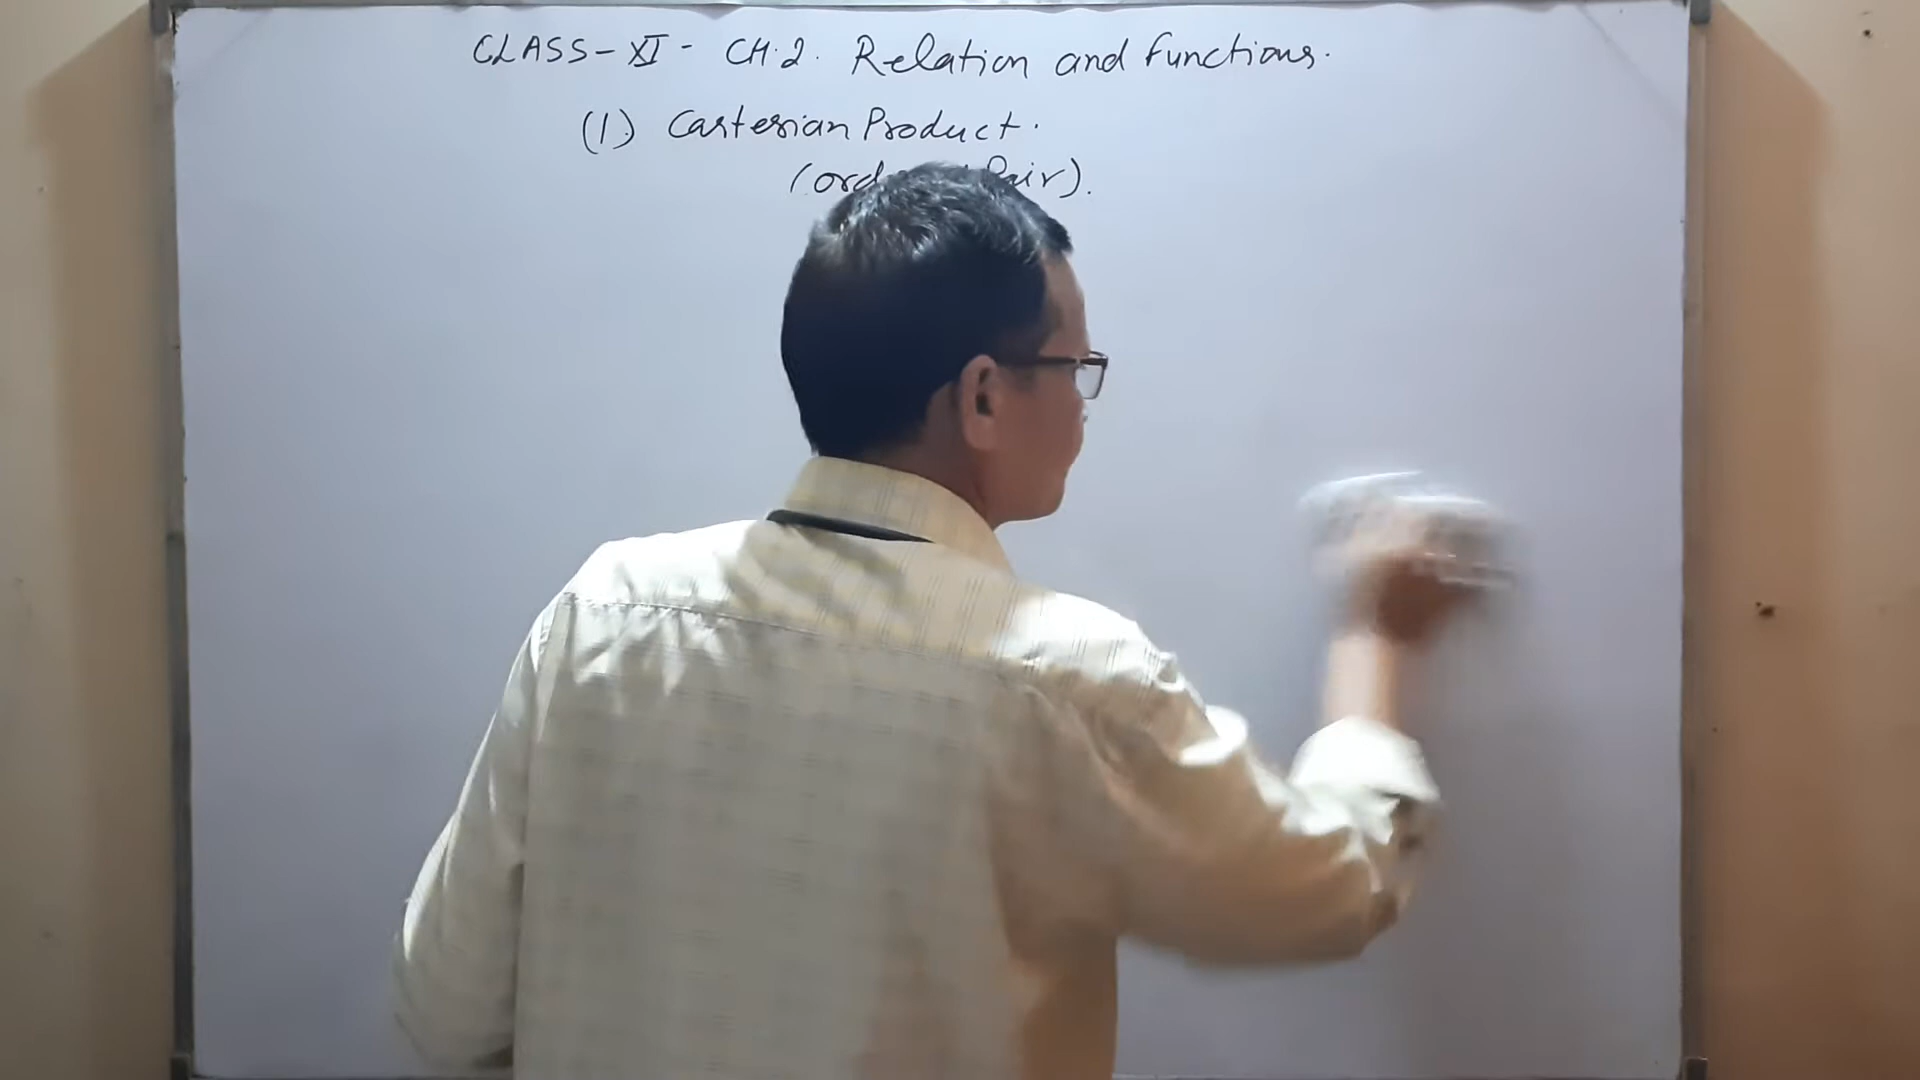 CLASS-XI- CH.2. Relation and functions.
(1) Cartesian Product.
Pair).